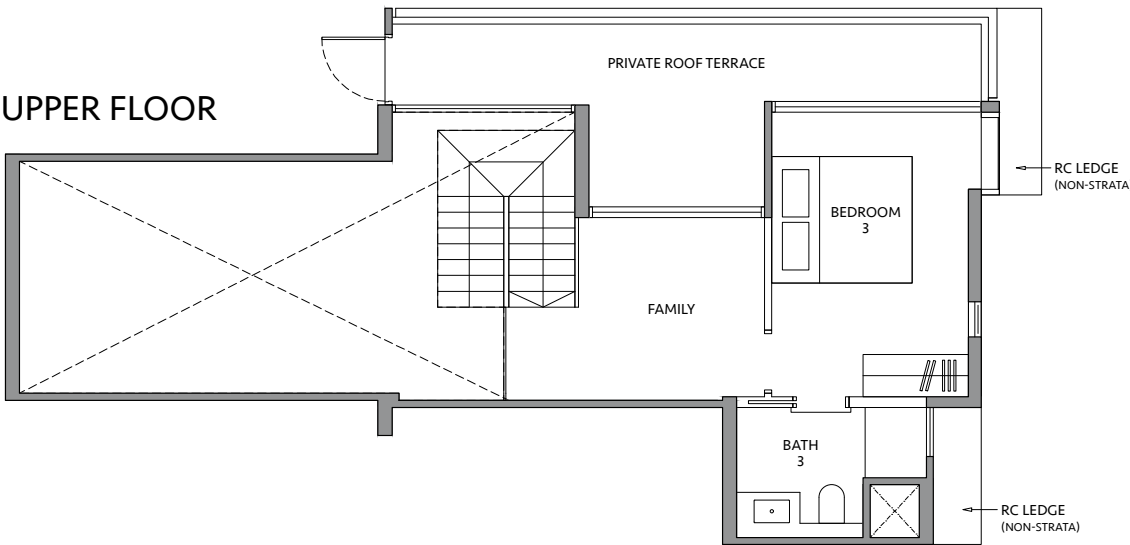 PRIVATE ROOF TERRACE
UPPER FLOOR
RC LEDGE
(NON-STRATA
BEDROOM
3
FAMILY
BATH
3
RC LEDGE
(NON-STRATA)